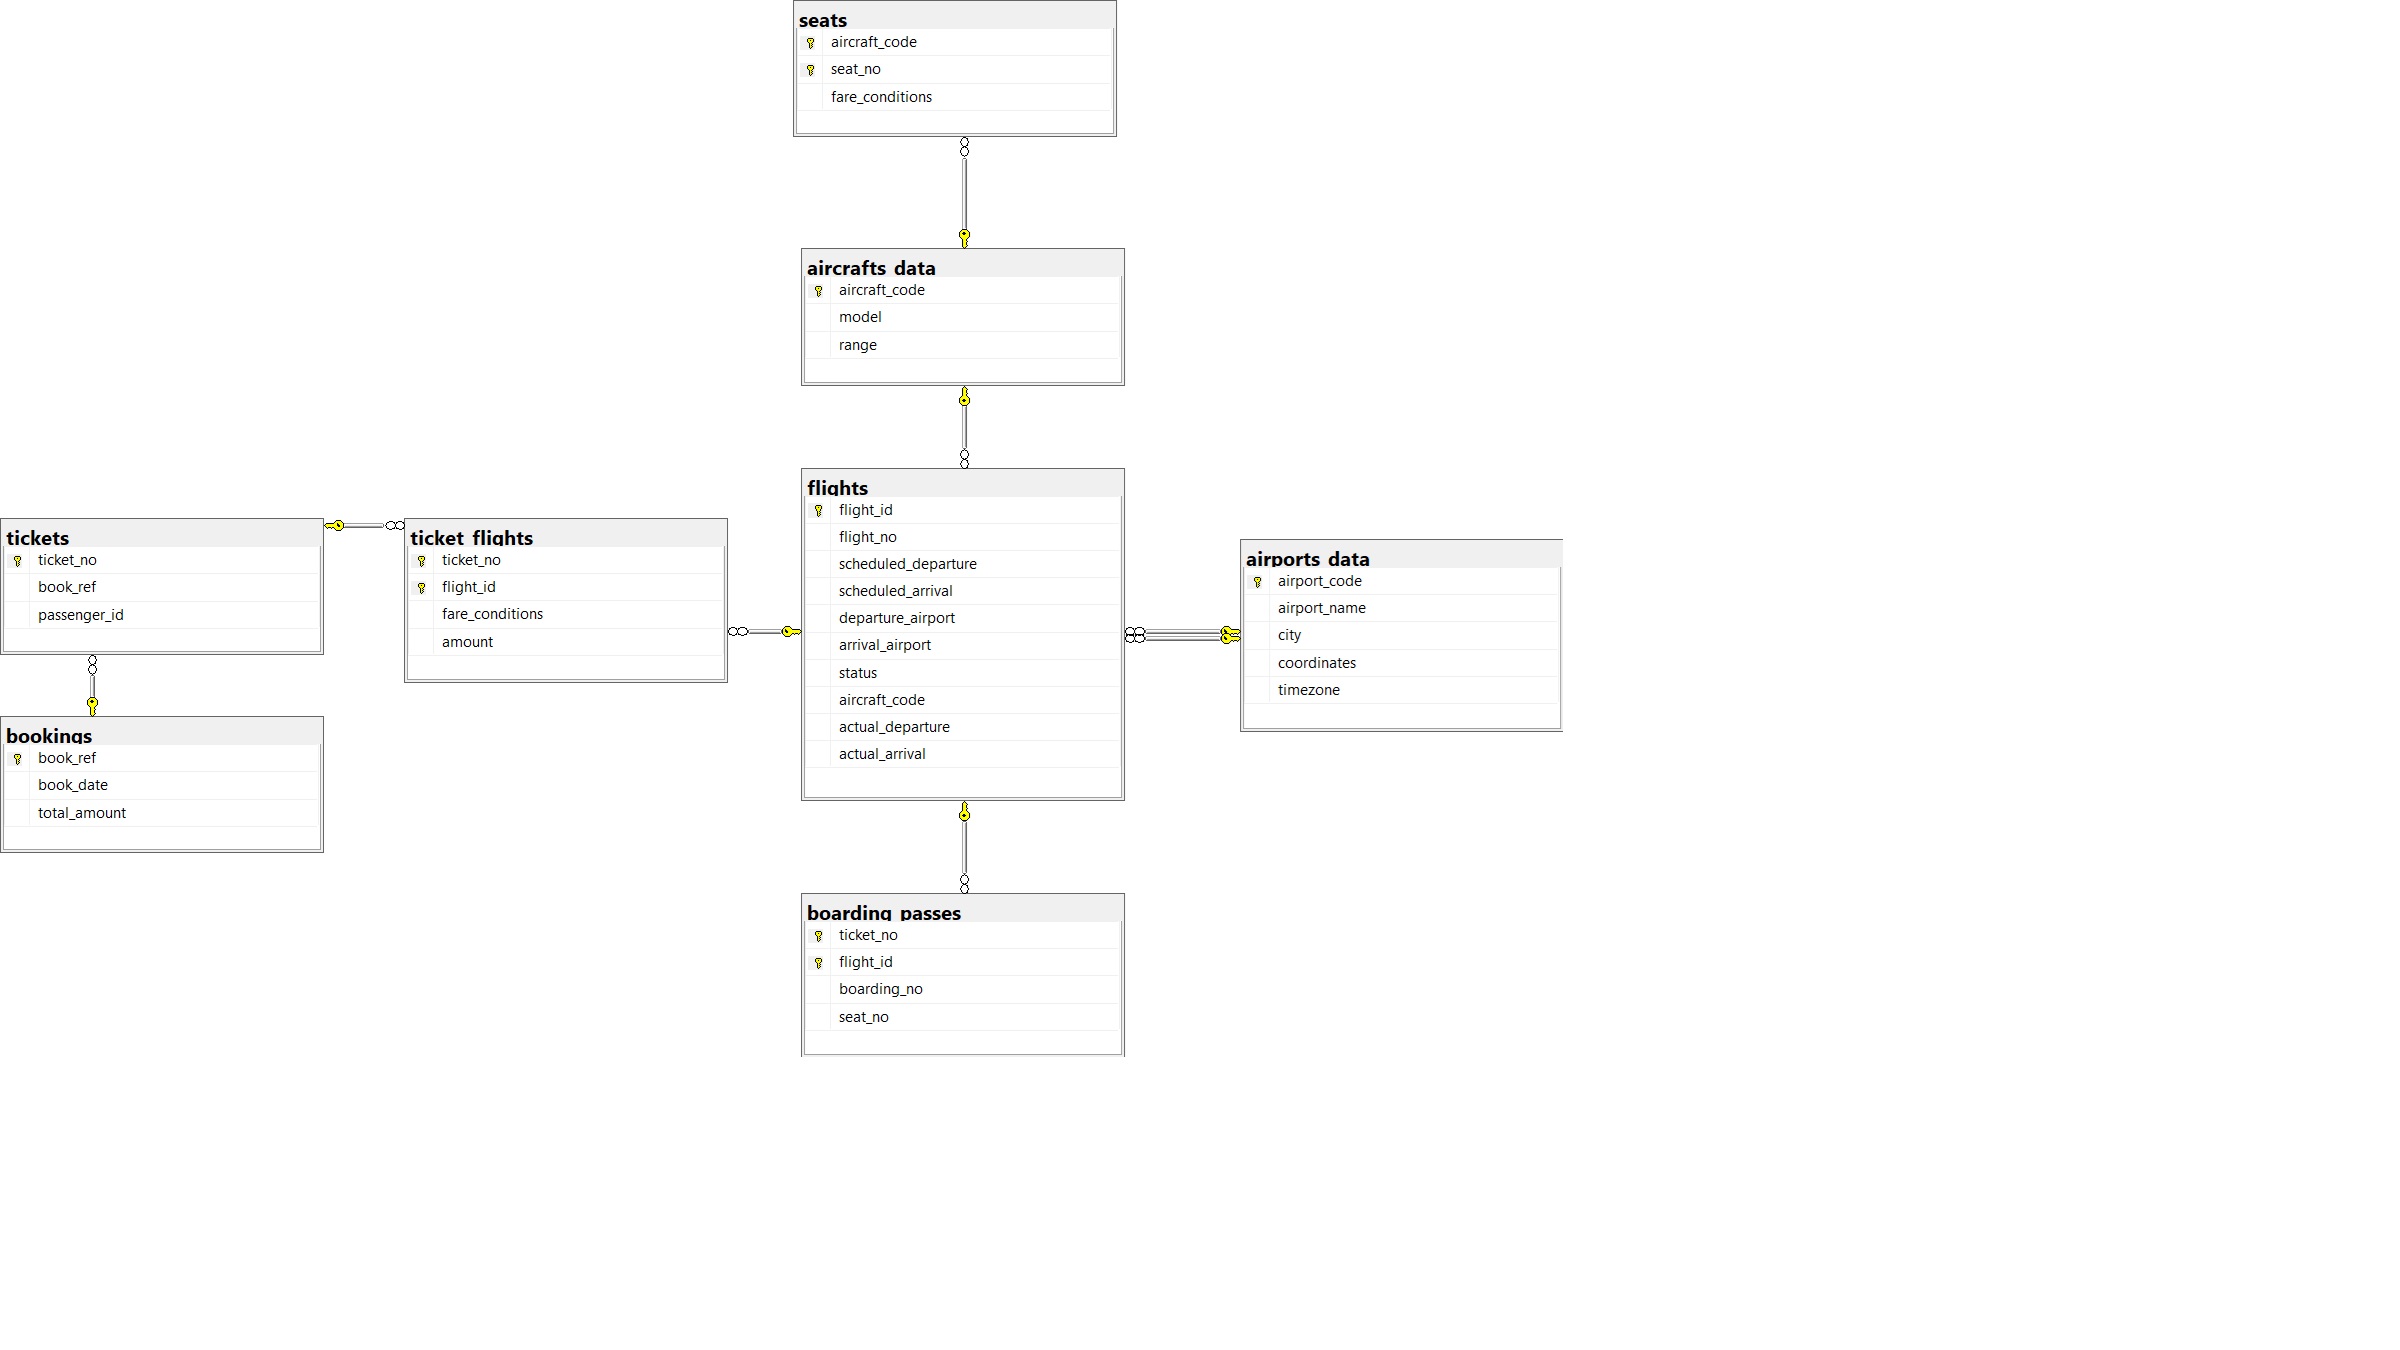 seats
aircraft_code
seat_no
fare_conditions
aircrafts_data
aircraft_code
model
range
flights
flight_id
flight_no
scheduled_departure
scheduled_arrival
departure_airport
arrival_airport
status
aircraft_code
actual_departure
actual_arrival
tickets
ticket_no
book_ref
passenger_id
ticket_flights
ticket_no
flight_id
fare_conditions
amount
airports_data
airport_code
airport_name
city
coordinates
timezone
bookings
book_ref
book_date
total_amount
boarding_passes
ticket_no
flight_id
boarding_no
seat_no